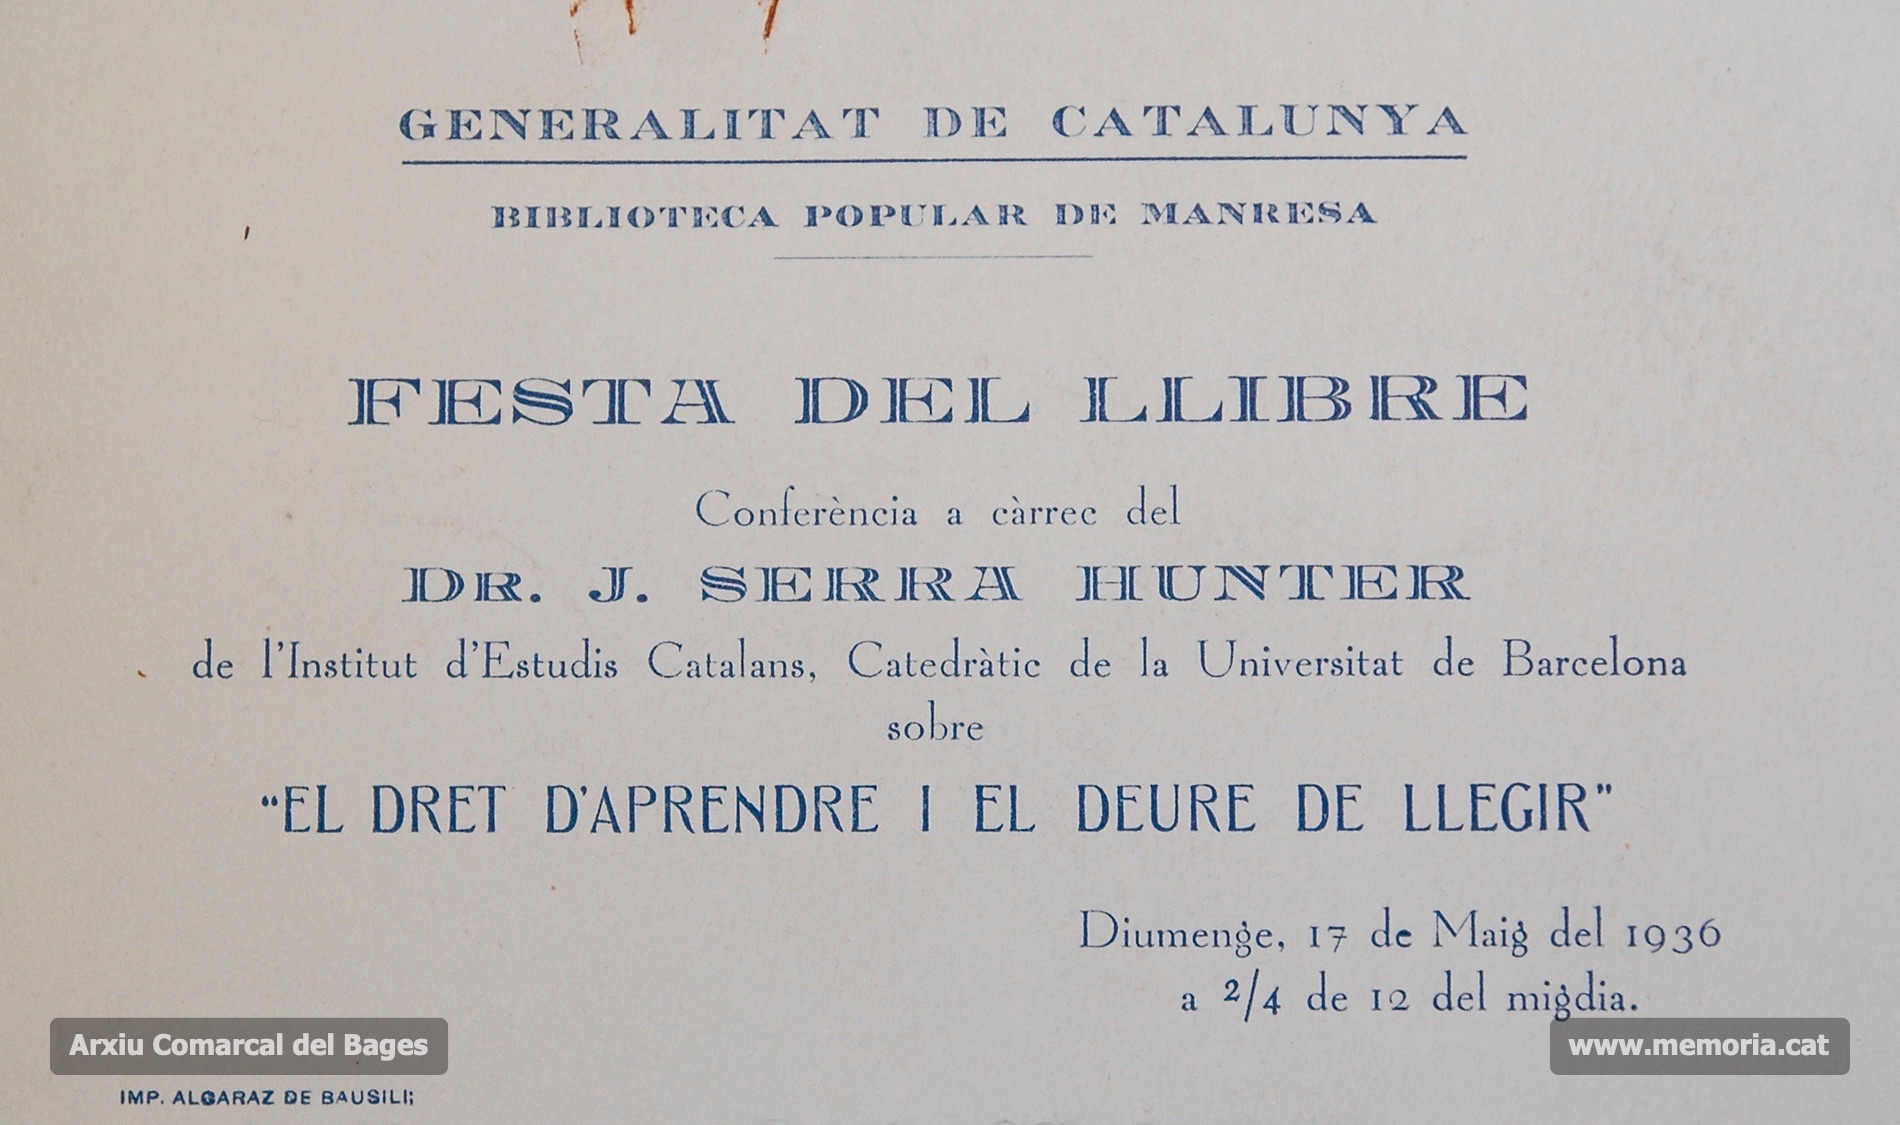 GENERALITAT DE CATALUNYA
BIBLIOTECA POPULAR DE MANRESA
FESTA DEL LLIBRE
Conferència a càrrec del
DR. J. SERRA HUNTER
de l'Institut d'Estudis Catalans, Catedràtic de la Universitat de Barcelona
sobre
"EL DRET D'APRENDRE I EL DEURE DE LLEGIR"
Diumenge, 17 de Maig del 1936
a 2/4 de 12 del migdia.
Arxiu Comarcal del Bages
www.memoria.cat
IMP. ALGARAZ DE BAUSILI;